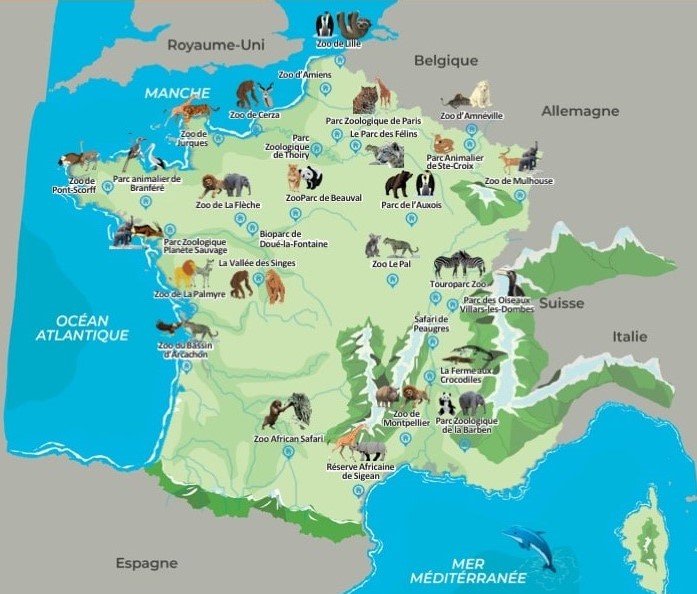 Royaume-Uni
Zoo de Lille
Belgique
Zoo d'Amiens
MANCHE
Zoo de Cerza
Parc Zoologique de Paris
Zoo d'Amnéville
Allemagne
Zoo de
Jurques
Parc
Zoologique
de Thoiry
Le Parc des Félins
Parc Animalier
de Ste-Croix
Zoo de
Pont-Scorff
Parc animalier de
Branféré
Zoo de La Flèche
ZooParc de Beauval
Parc de l'Auxois
Zoo de Mulhouse
Parc Zoologique
Planète Sauvage
Bioparc de
Doué-la-Fontaine
La Vallée des Singes
Zoo Le Pal
Zoo de La Palmyre
Touroparc Zoo
Parc des Oiseaux
Villars-les-Dombes
Suisse
OCÉAN
ATLANTIQUE
Safari de
Peaugres
Italie
Zoo du Bassin
d'Arcachon
La Ferme aux
Crocodiles
Zoo de
Montpellier
Parc Zoologique
de la Barben
Zoo African Safari
Réserve Africaine
de Sigean
Espagne
MER
MÉDITÉRRANÉE